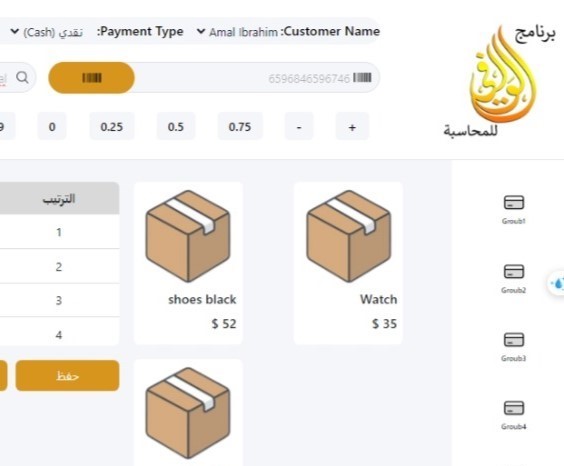 برنامج
الوافي
للمحاسبة
Customer Name: Amal Ibrahim Payment Type: نقدي (Cash)
6596846596746
+ - 0.75 0.5 0.25 0 9
Groub1
Groub2
Groub3
Groub4
Watch
$ 35
shoes black
$ 52
الترتيب
1
2
3
4
حفظ